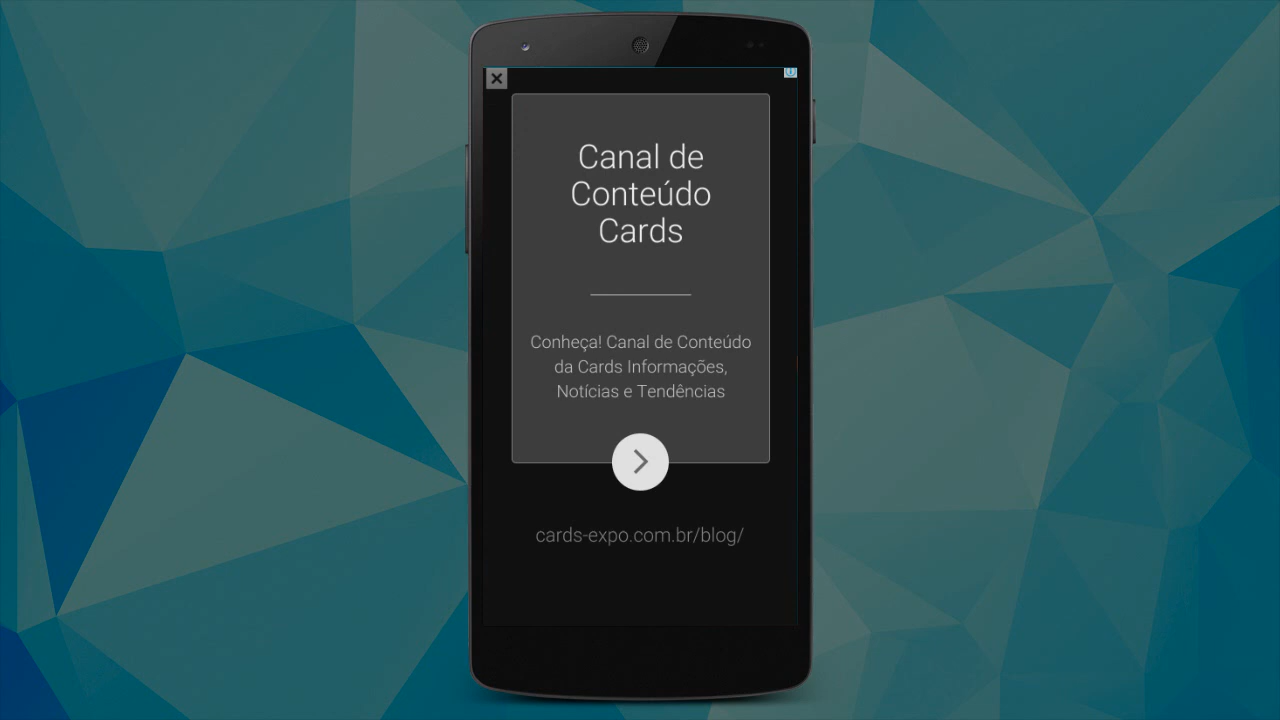 Canal de
Conteúdo
Cards
Conheça! Canal de Conteúdo
da Cards Informações,
Notícias e Tendências
cards-expo.com.br/blog/